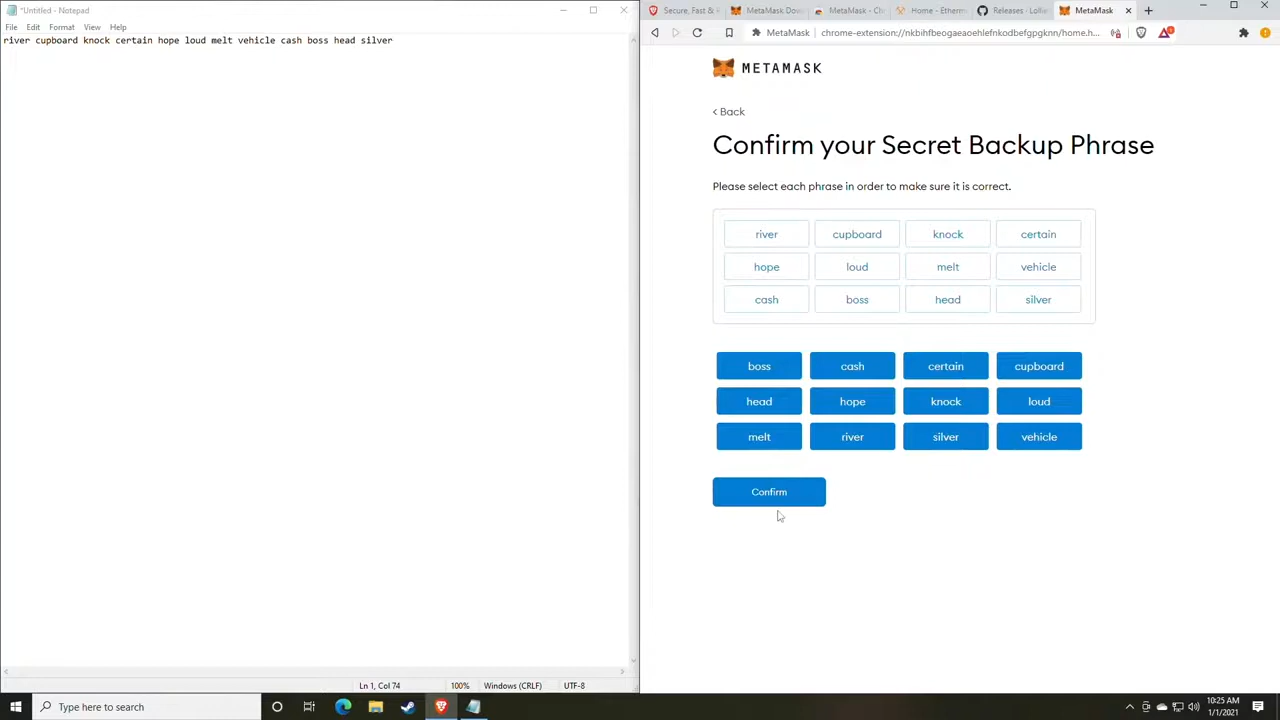 *Untitled - Notepad
File Edit Format View Help
river cupboard knock certain hope loud melt vehicle cash boss head silver
Ln 1, Col 74 100% Windows (CRLF) UTF-8
Secure, Fast & MetaMask Dow MetaMask - Ch Home - Etherm Releases · Lollie MetaMask
MetaMask chrome-extension://nkbihfbeogaeaoehlefnkodbefgpgknn/home.h...
METAMASK
< Back
Confirm your Secret Backup Phrase
Please select each phrase in order to make sure it is correct.
river cupboard knock certain
hope loud melt vehicle
cash boss head silver
boss cash certain cupboard
head hope knock loud
melt river silver vehicle
Confirm
Type here to search
10:25 AM
1/1/2021